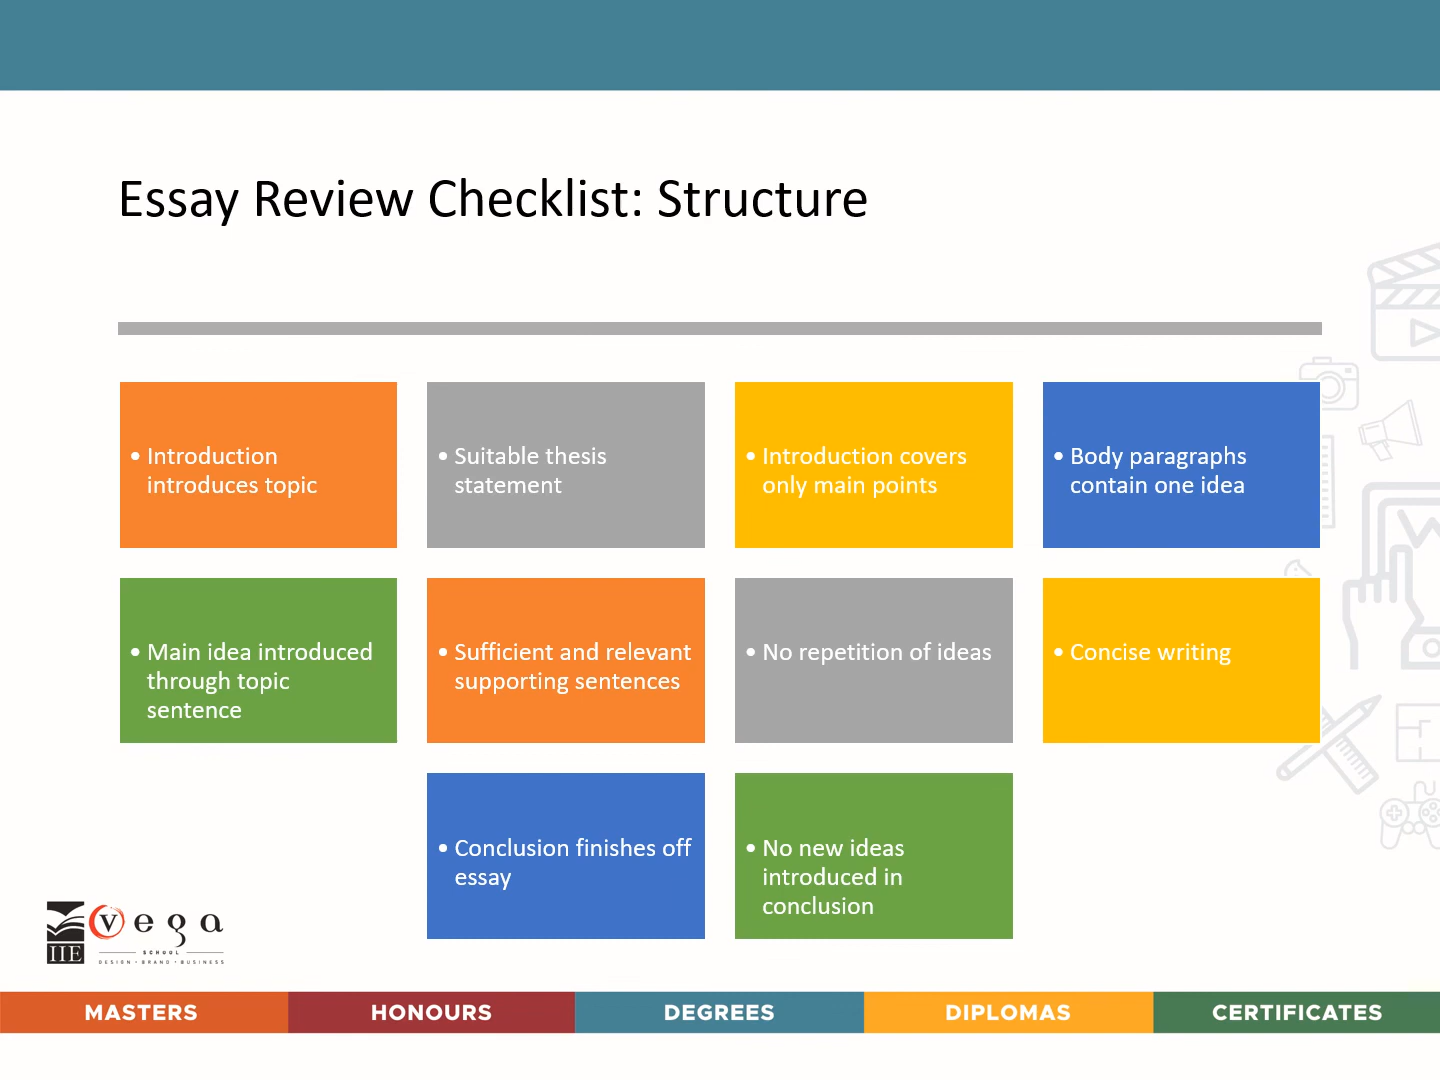 Essay Review Checklist: Structure
• Introduction
introduces topic
• Suitable thesis
statement
• Introduction covers
only main points
• Body paragraphs
contain one idea
• Main idea introduced
through topic
sentence
• Sufficient and relevant
supporting sentences
• No repetition of ideas
• Concise writing
• Conclusion finishes off
essay
• No new ideas
introduced in
conclusion
IIE
vega
SCHOOL
DESIGN • BRAND • BUSINESS
MASTERS
HONOURS
DEGREES
DIPLOMAS
CERTIFICATES